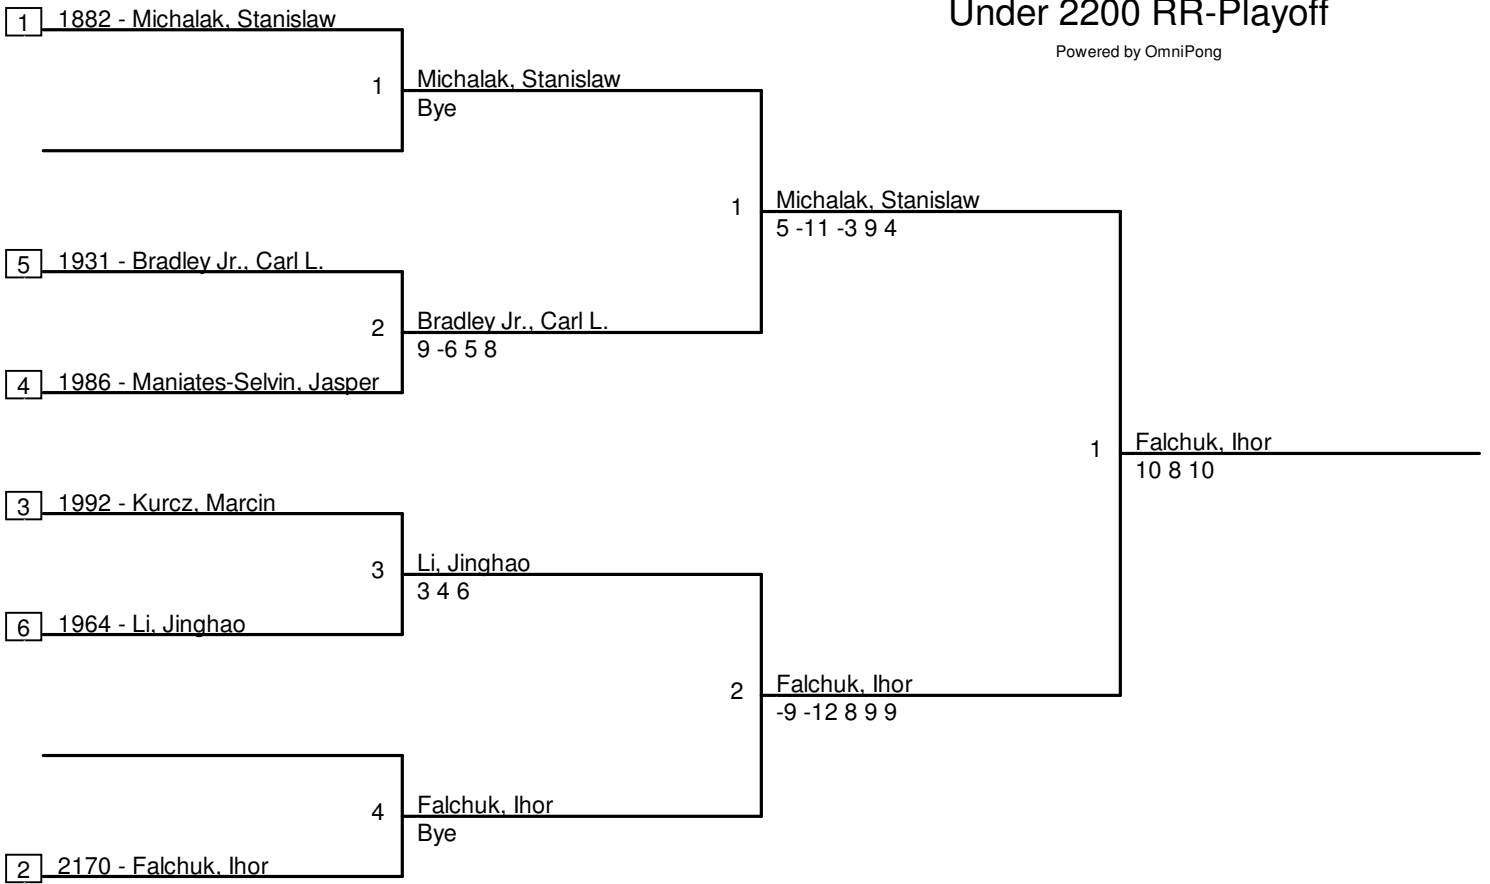 Under 2200 RR-Playoff
Powered by OmniPong
1 1882 - Michalak, Stanislaw
1 Michalak, Stanislaw
Bye
1 Michalak, Stanislaw
5 -11 -3 9 4
5 1931 - Bradley Jr., Carl L.
2 Bradley Jr., Carl L.
9 -6 5 8
4 1986 - Maniates-Selvin, Jasper
1 Falchuk, Ihor
10 8 10
3 1992 - Kurcz, Marcin
3 Li, Jinghao
3 4 6
6 1964 - Li, Jinghao
2 Falchuk, Ihor
-9 -12 8 9 9
4 Falchuk, Ihor
Bye
2 2170 - Falchuk, Ihor